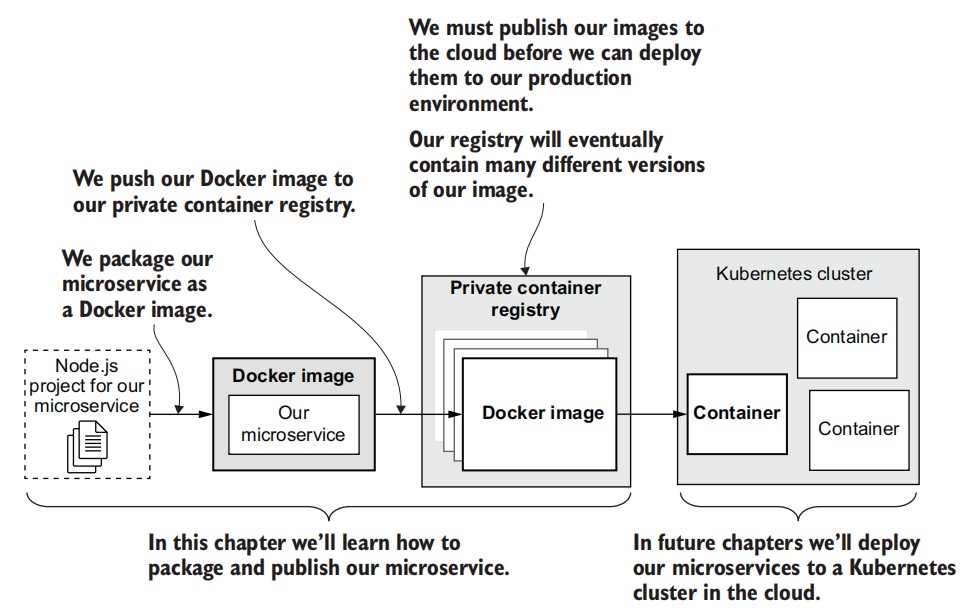 We must publish our images to
the cloud before we can deploy
them to our production
environment.
Our registry will eventually
contain many different versions
of our image.
We push our Docker image to
our private container registry.
We package our
microservice as
a Docker image.
Node.js
project for our
microservice
Docker image
Our
microservice
Private container
registry
Docker image
Kubernetes cluster
Container
Container
Container
In this chapter we'll learn how to
package and publish our microservice.
In future chapters we'll deploy
our microservices to a Kubernetes
cluster in the cloud.